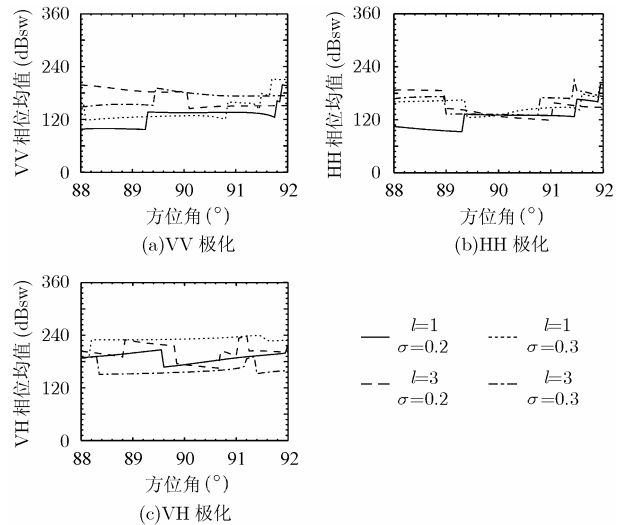 VV 相位均值 (dBsw)
360
240
120
0
88
89
90
91
92
方位角(°)
(a)VV 极化
HH 相位均值 (dBsw)
360
240
120
0
88
89
90
91
92
方位角(°)
(b)HH 极化
VH 相位均值 (dBsw)
360
240
120
0
88
89
90
91
92
方位角(°)
(c)VH 极化
l=1
σ=0.2
l=1
σ=0.3
l=3
σ=0.2
l=3
σ=0.3